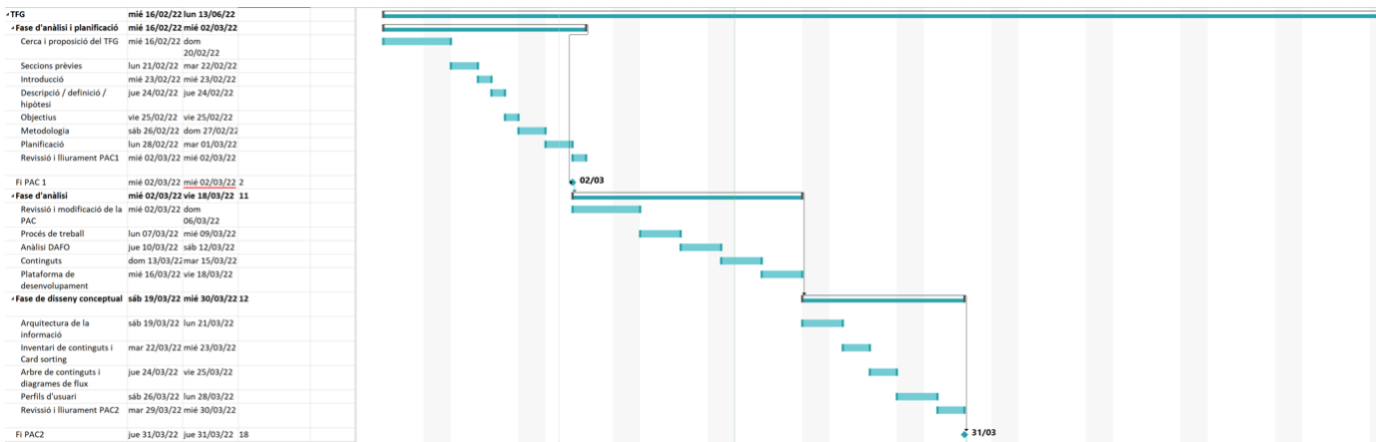 TFG mié 16/02/22 lun 13/06/22
Fase d'anàlisi i planificació mié 16/02/22 mié 02/03/22
Cerca i proposició del TFG mié 16/02/22 dom
20/02/22
Seccions prèvies lun 21/02/22 mar 22/02/22
Introducció mié 23/02/22 mié 23/02/22
Descripció / definició / jue 24/02/22 jue 24/02/22
hipòtesi
Objectius vie 25/02/22 vie 25/02/22
Metodologia sáb 26/02/22 dom 27/02/22
Planificació lun 28/02/22 mar 01/03/22
Revissió i lliurament PAC1 mié 02/03/22 mié 02/03/22
Fi PAC 1 mié 02/03/22 mié 02/03/22 2 02/03
Fase d'anàlisi mié 02/03/22 vie 18/03/22 11
Revissió i modificació de la mié 02/03/22 dom
PAC 06/03/22
Procés de treball lun 07/03/22 mié 09/03/22
Anàlisi DAFO jue 10/03/22 sáb 12/03/22
Continguts dom 13/03/22 mar 15/03/22
Plataforma de mié 16/03/22 vie 18/03/22
desenvolupament
Fase de disseny conceptual sáb 19/03/22 mié 30/03/22 12
Arquitectura de la sáb 19/03/22 lun 21/03/22
informació
Inventari de continguts i mar 22/03/22 mié 23/03/22
Card sorting
Arbre de continguts i jue 24/03/22 vie 25/03/22
diagrames de flux
Perfils d'usuari sáb 26/03/22 lun 28/03/22
Revissió i lliurament PAC2 mar 29/03/22 mié 30/03/22
Fi PAC2 jue 31/03/22 jue 31/03/22 18 31/03